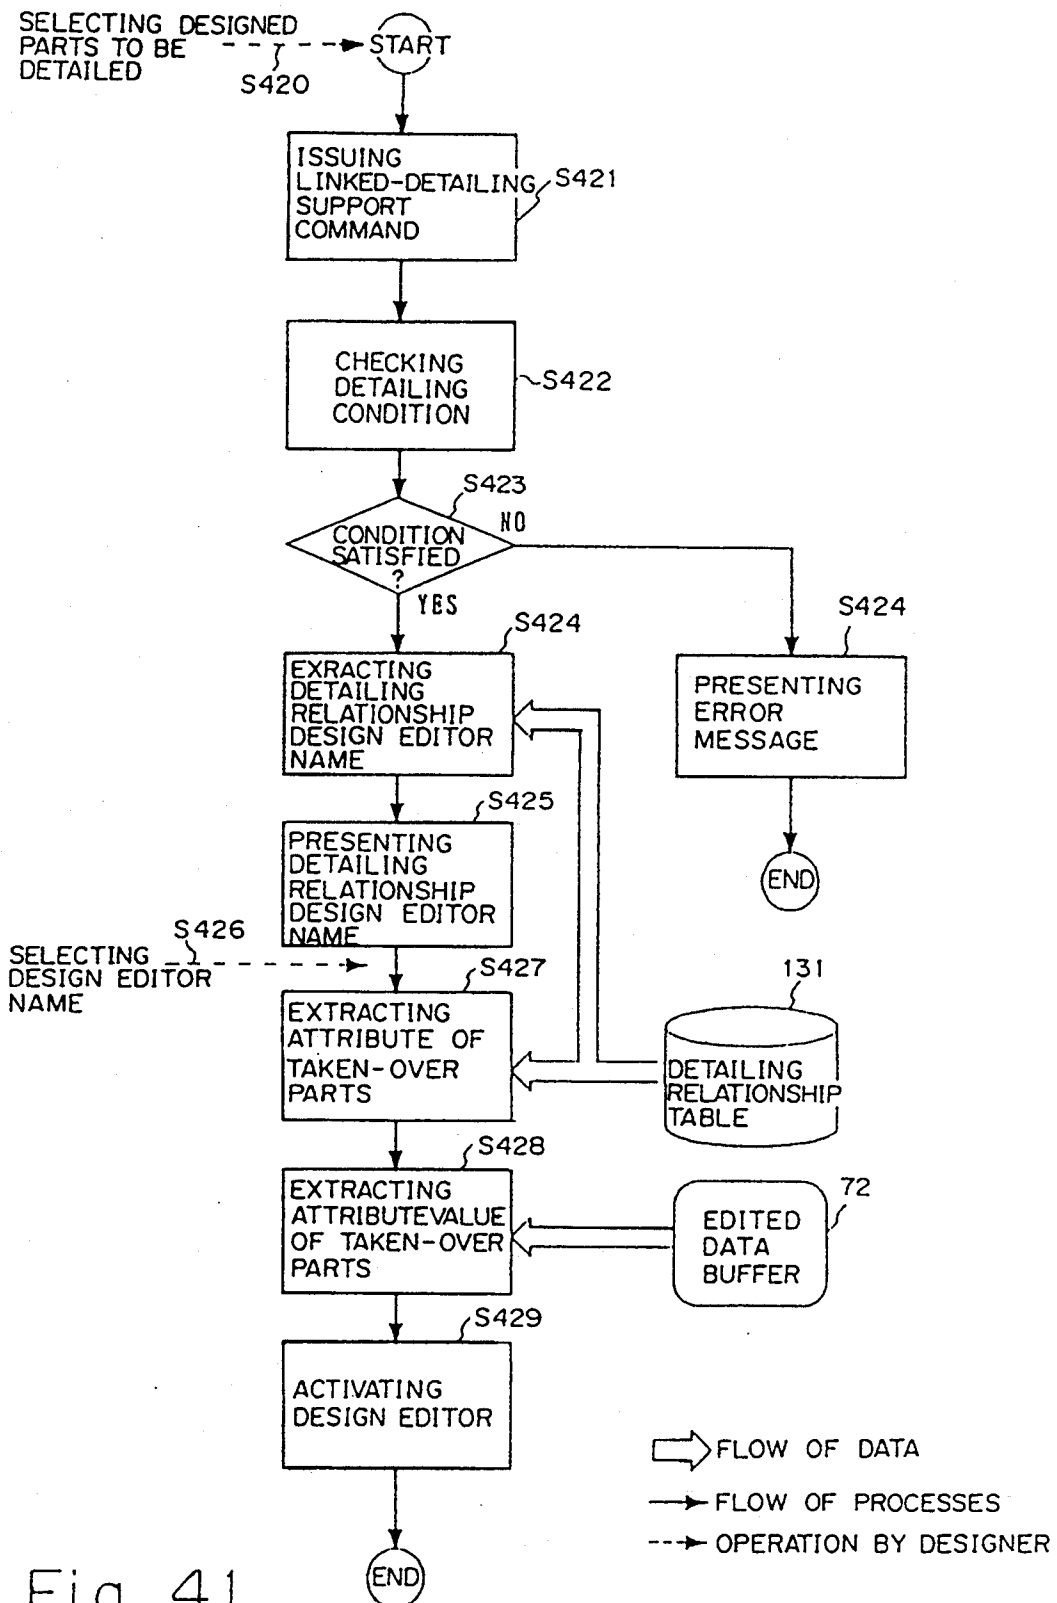 SELECTING DESIGNED
PARTS TO BE
DETAILED
S420
START
ISSUING
LINKED-DETAILING
SUPPORT
COMMAND
S421
CHECKING
DETAILING
CONDITION
S422
S423
CONDITION
SATISFIED
?
NO
YES
S424
EXRACTING
DETAILING
RELATIONSHIP
DESIGN EDITOR
NAME
S424
PRESENTING
ERROR
MESSAGE
END
S425
PRESENTING
DETAILING
RELATIONSHIP
DESIGN EDITOR
NAME
S426
SELECTING
DESIGN EDITOR
NAME
S427
EXTRACTING
ATTRIBUTE OF
TAKEN-OVER
PARTS
131
DETAILING
RELATIONSHIP
TABLE
S428
EXTRACTING
ATTRIBUTEVALUE
OF TAKEN-OVER
PARTS
72
EDITED
DATA
BUFFER
S429
ACTIVATING
DESIGN EDITOR
END
FLOW OF DATA
FLOW OF PROCESSES
OPERATION BY DESIGNER
Fig. 41